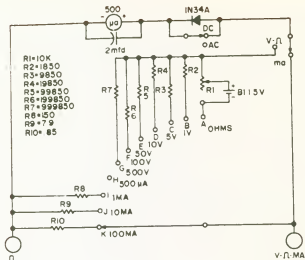 500
μa
2mfd
IN34A
DC
AC
V-Ω
ma
R1=10K
R2=1850
R3=9850
R4=19850
R5=99850
R6=199850
R7=999850
R8=150
R9=7.9
R10=.85
R7
R6
R5
R4
R3
R2
R1
B1 1.5V
A
OHMS
B
1V
C
5V
D
10V
E
50V
F
100V
G
500V
H
500μA
R8
I 1MA
R9
J 10MA
R10
K 100MA
Ω
V-Ω-MA